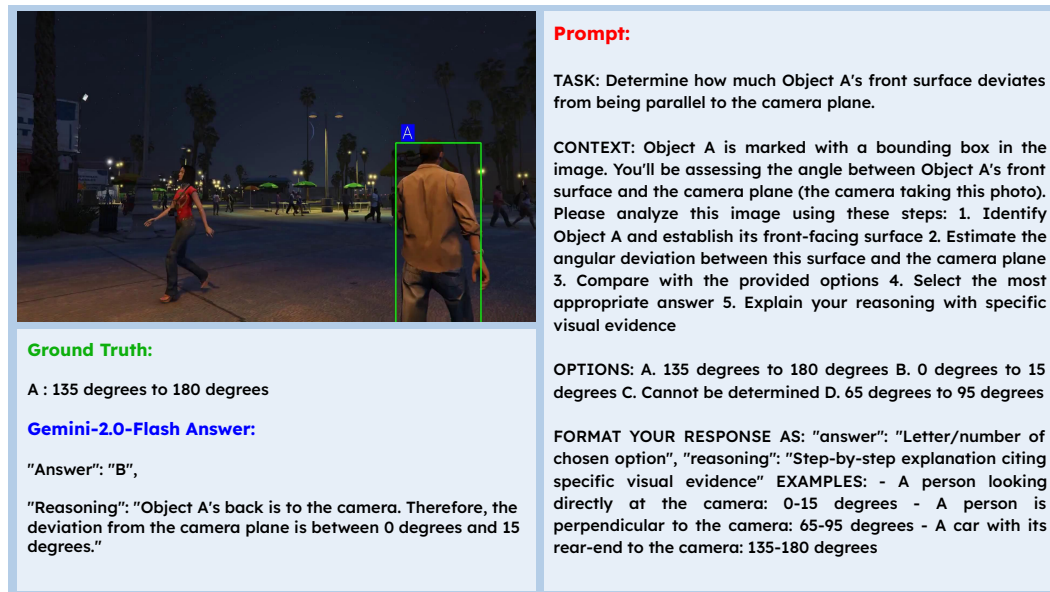 A
Ground Truth:
A : 135 degrees to 180 degrees
Gemini-2.0-Flash Answer:
"Answer": "B",
"Reasoning": "Object A's back is to the camera. Therefore, the
deviation from the camera plane is between 0 degrees and 15
degrees."
Prompt:
TASK: Determine how much Object A's front surface deviates
from being parallel to the camera plane.
CONTEXT: Object A is marked with a bounding box in the
image. You'll be assessing the angle between Object A's front
surface and the camera plane (the camera taking this photo).
Please analyze this image using these steps: 1. Identify
Object A and establish its front-facing surface 2. Estimate the
angular deviation between this surface and the camera plane
3. Compare with the provided options 4. Select the most
appropriate answer 5. Explain your reasoning with specific
visual evidence
OPTIONS: A. 135 degrees to 180 degrees B. 0 degrees to 15
degrees C. Cannot be determined D. 65 degrees to 95 degrees
FORMAT YOUR RESPONSE AS: "answer": "Letter/number of
chosen option", "reasoning": "Step-by-step explanation citing
specific visual evidence" EXAMPLES: - A person looking
directly at the camera: 0-15 degrees - A person is
perpendicular to the camera: 65-95 degrees - A car with its
rear-end to the camera: 135-180 degrees